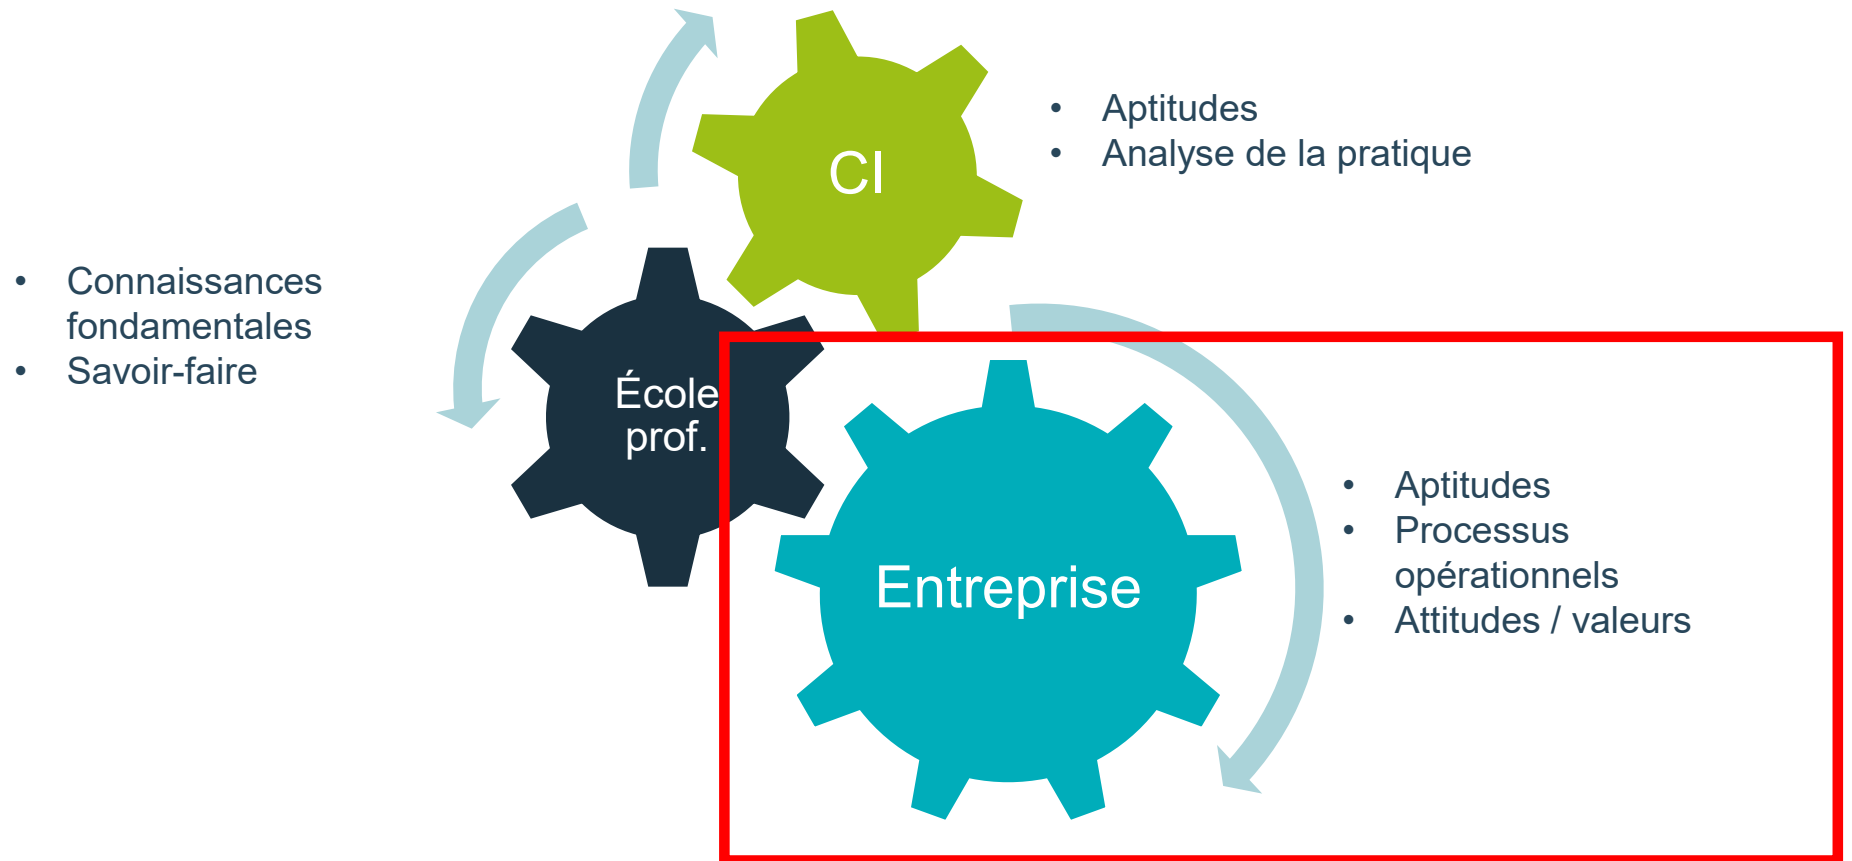 CI
• Aptitudes
• Analyse de la pratique
• Connaissances
fondamentales
• Savoir-faire
École
prof.
Entreprise
• Aptitudes
• Processus
opérationnels
• Attitudes / valeurs